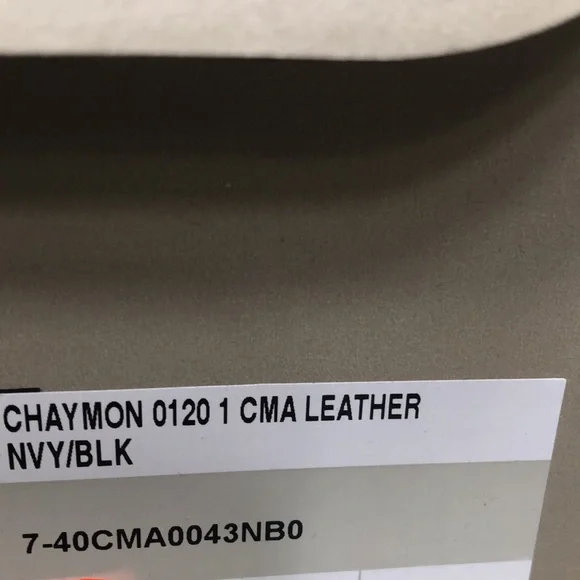 CHAYMON 0120 1 CMA LEATHER
NVY/BLK
7-40CMA0043NB0